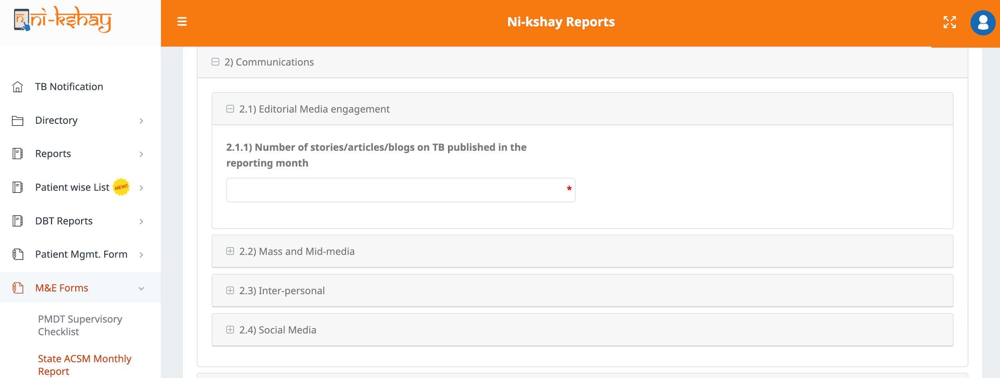 ni-kshay
Ni-kshay Reports
TB Notification
Directory
Reports
Patient wise List NEW!
DBT Reports
Patient Mgmt. Form
M&E Forms
PMDT Supervisory
Checklist
State ACSM Monthly
Report
2) Communications
2.1) Editorial Media engagement
2.1.1) Number of stories/articles/blogs on TB published in the
reporting month
*
2.2) Mass and Mid-media
2.3) Inter-personal
2.4) Social Media